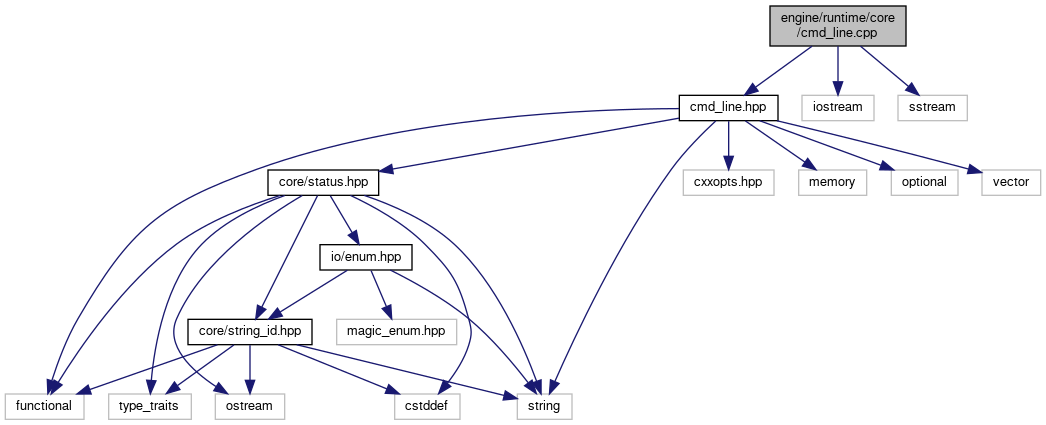 engine/runtime/core
/cmd_line.cpp
cmd_line.hpp
iostream
sstream
core/status.hpp
cxxopts.hpp
memory
optional
vector
io/enum.hpp
core/string_id.hpp
magic_enum.hpp
functional
type_traits
ostream
cstddef
string